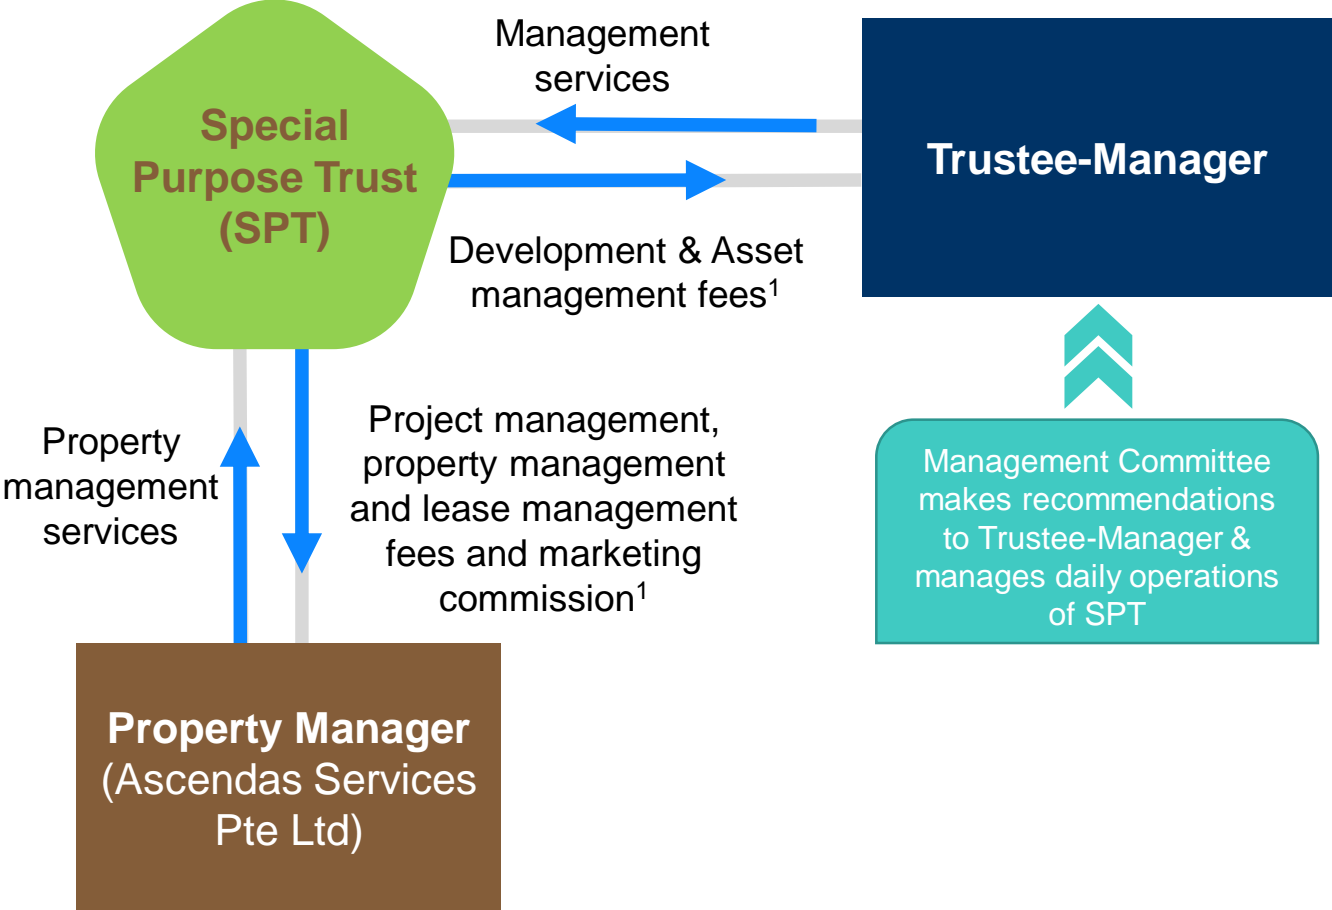 Management
services
Special
Purpose Trust
(SPT)
Trustee-Manager
Development & Asset
management fees¹
Property
management
services
Project management,
property management
and lease management
fees and marketing
commission¹
Management Committee
makes recommendations
to Trustee-Manager &
manages daily operations
of SPT
Property Manager
(Ascendas Services
Pte Ltd)